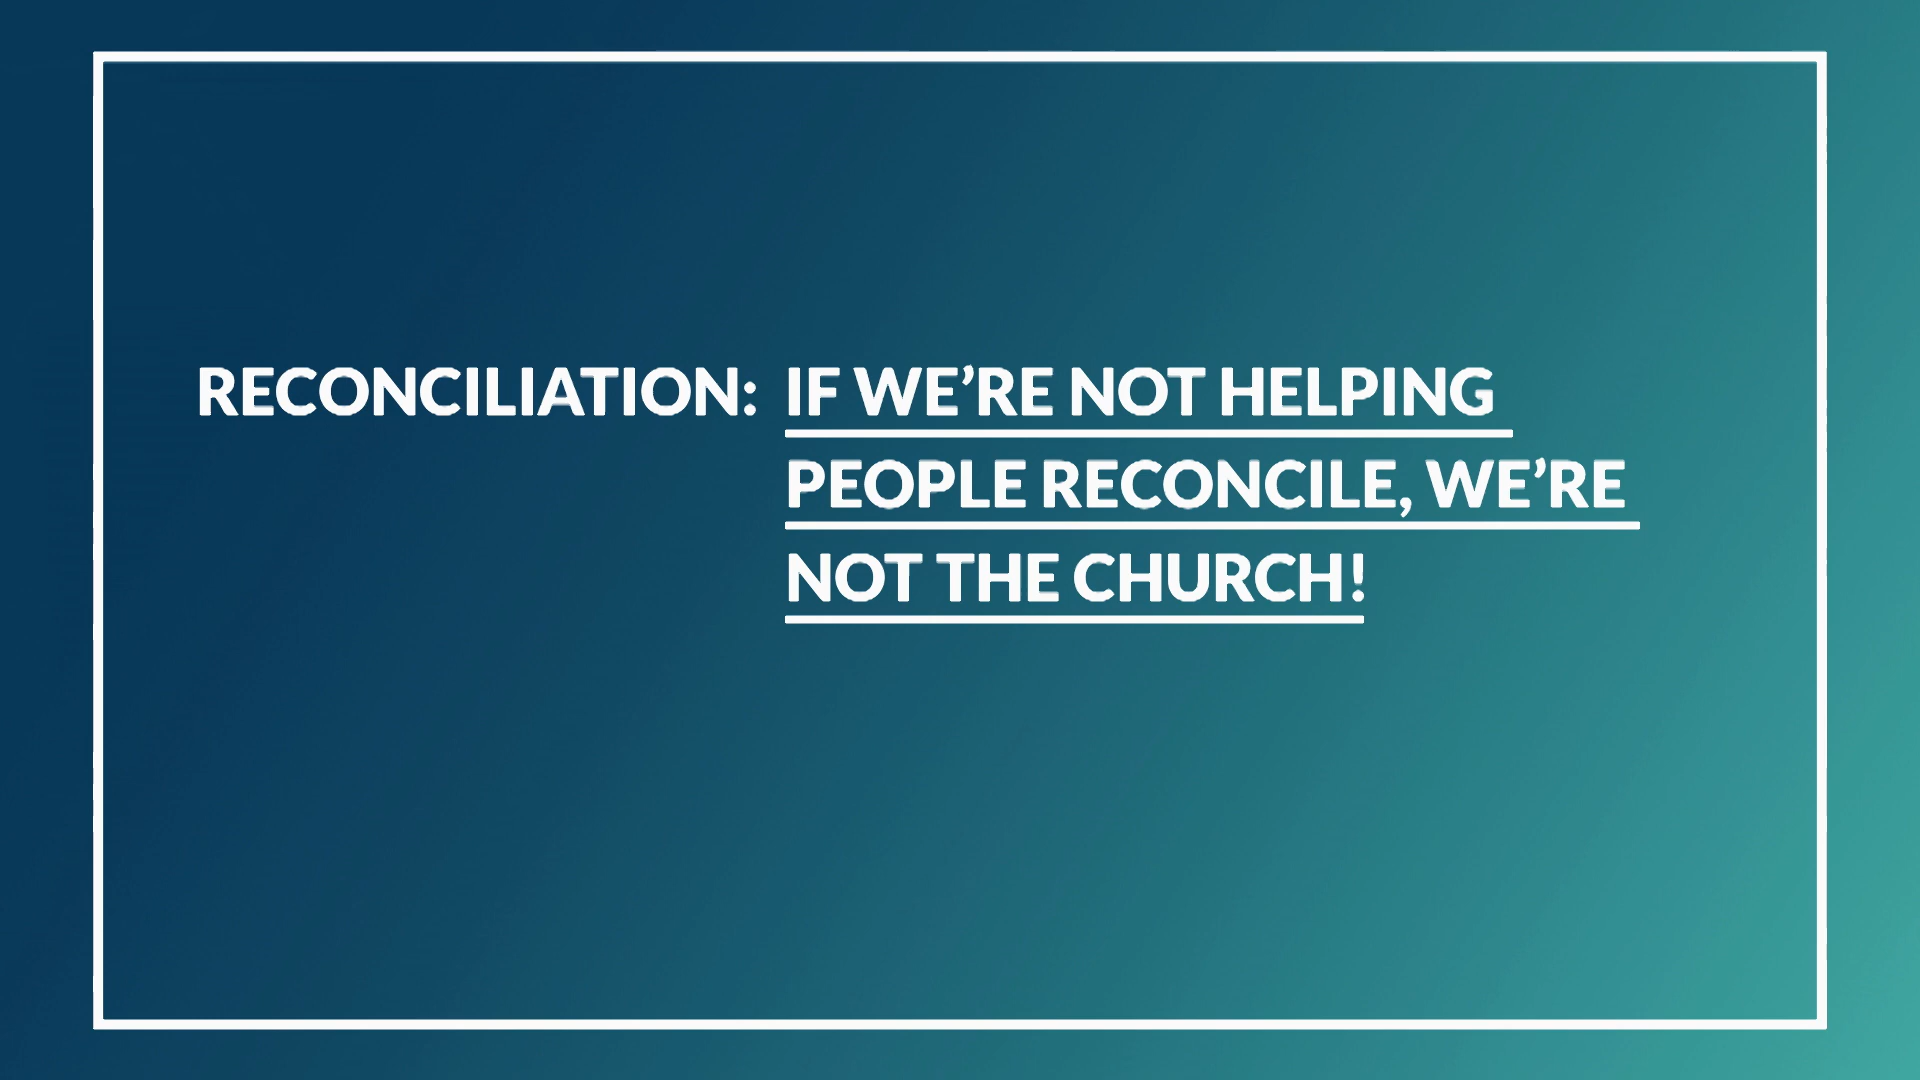 RECONCILIATION: IF WE’RE NOT HELPING
PEOPLE RECONCILE, WE’RE
NOT THE CHURCH!